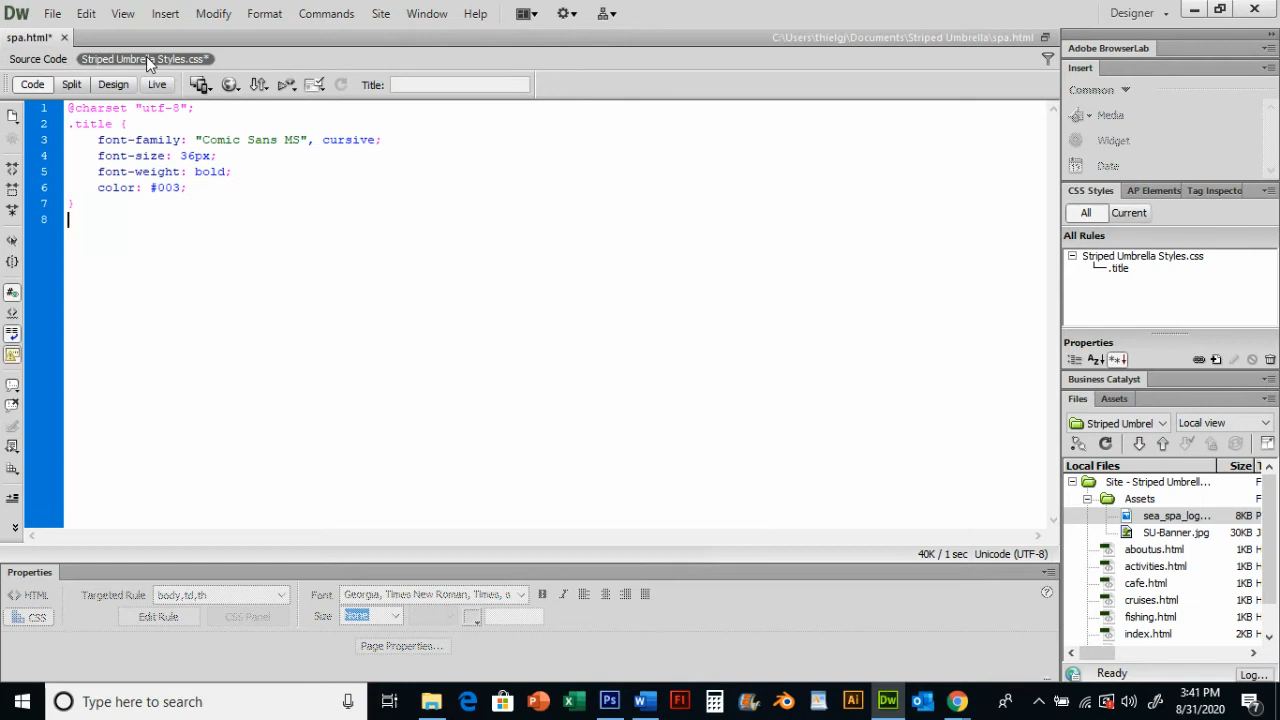 Dw File Edit View Insert Modify Format Commands Site Window Help Designer
spa.html* C:\Users\thielgj\Documents\Striped Umbrella\spa.html
Source Code Striped Umbrella Styles.css*
Code Split Design Live Title:
1 @charset "utf-8";
2 .title {
3 font-family: "Comic Sans MS", cursive;
4 font-size: 36px;
5 font-weight: bold;
6 color: #003;
7 }
8
40K / 1 sec Unicode (UTF-8)
Properties
HTML Targeted Rule body,td,th Georgia, Times New Roman, Times, s
CSS Edit Rule CSS Panel None
Page Properties...
Adobe BrowserLab
Insert
Common
Media
Widget
Date
CSS Styles AP Elements Tag Inspecto
All Current
All Rules
Striped Umbrella Styles.css
.title
Properties
Business Catalyst
Files Assets
Striped Umbrel Local view
Local Files Size
Site - Striped Umbrell... F
Assets F
sea_spa_log... 8KB P
SU-Banner.jpg 30KB J
aboutus.html 1KB F
activities.html 1KB F
cafe.html 1KB F
cruises.html 1KB F
fishing.html 1KB F
index.html 2KB F
Ready Log...
Type here to search
Ps Fl Ai Dw
3:41 PM
8/31/2020
7